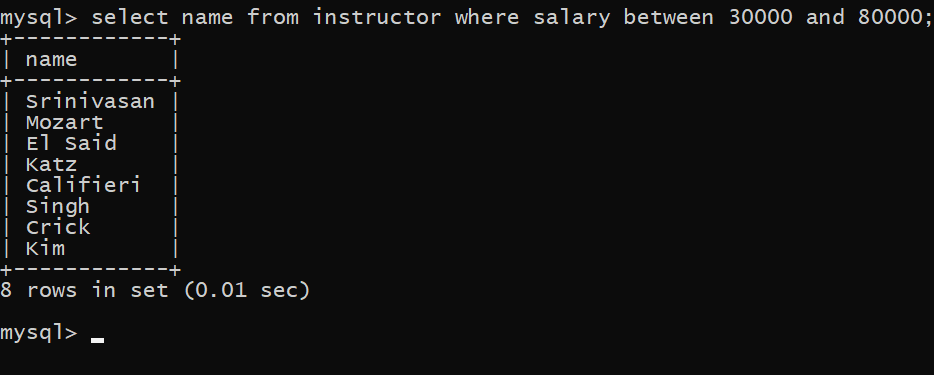 mysql> select name from instructor where salary between 30000 and 80000;
+------------+
| name       |
+------------+
| Srinivasan |
| Mozart     |
| El Said    |
| Katz       |
| Califieri  |
| Singh      |
| Crick      |
| Kim        |
+------------+
8 rows in set (0.01 sec)
mysql> _